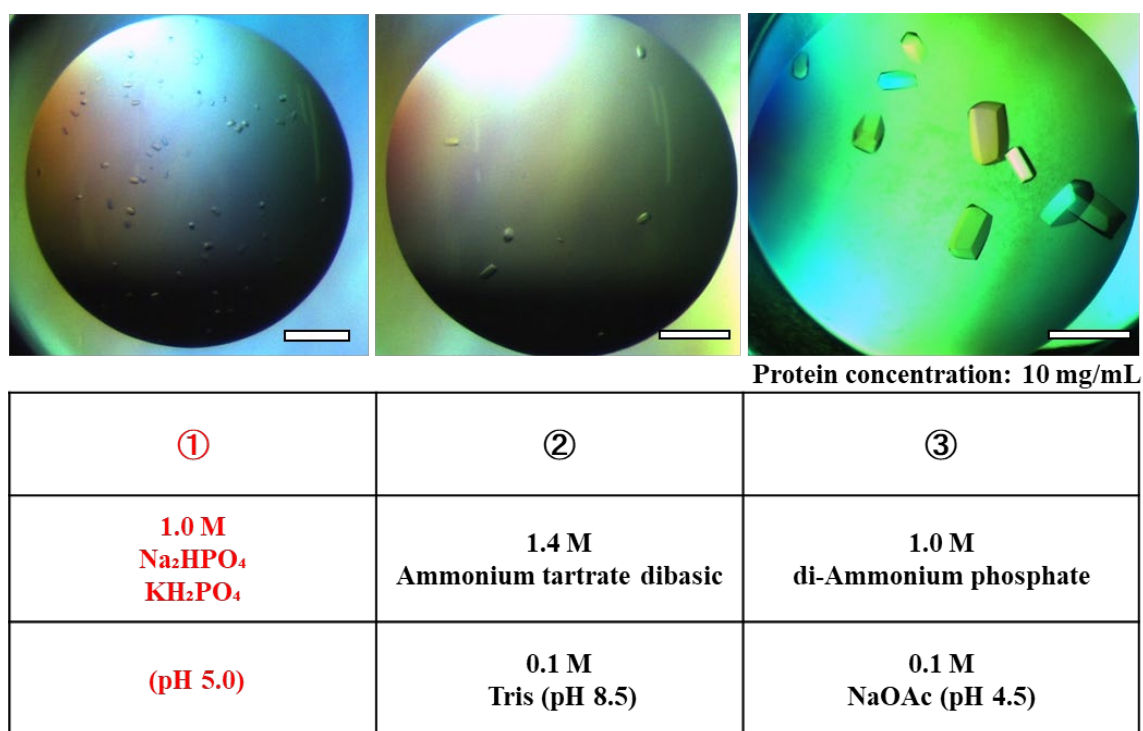 Protein concentration: 10 mg/mL
① ② ③
1.0 M
Na₂HPO₄
KH₂PO₄
1.4 M
Ammonium tartrate dibasic
1.0 M
di-Ammonium phosphate
(pH 5.0)
0.1 M
Tris (pH 8.5)
0.1 M
NaOAc (pH 4.5)